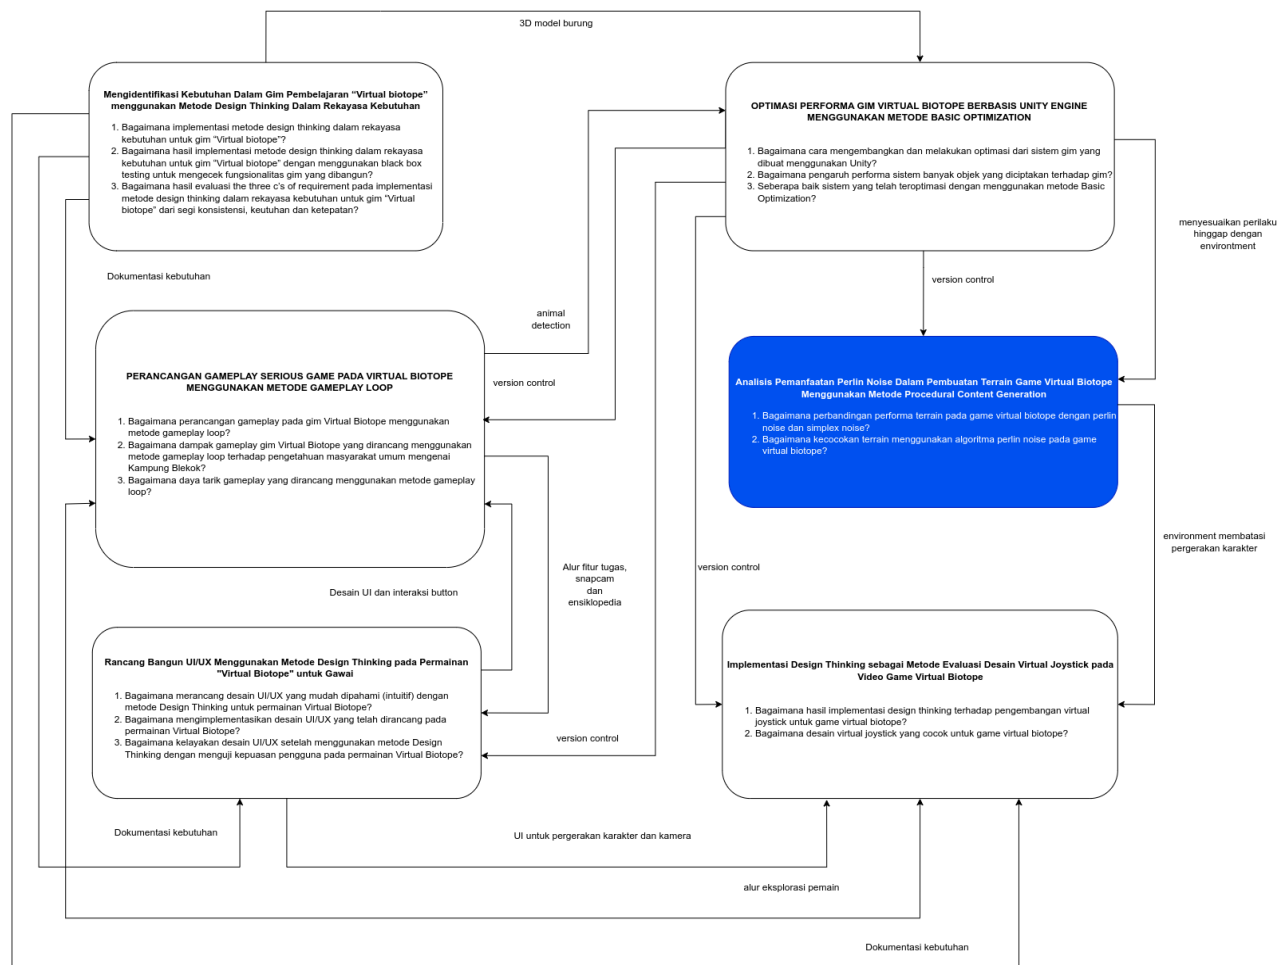 3D model burung
Mengidentifikasi Kebutuhan Dalam Gim Pembelajaran “Virtual biotope”
menggunakan Metode Design Thinking Dalam Rekayasa Kebutuhan
1. Bagaimana implementasi metode design thinking dalam rekayasa
kebutuhan untuk gim “Virtual biotope”?
2. Bagaimana hasil implementasi metode design thinking dalam rekayasa
kebutuhan untuk gim “Virtual biotope” dengan menggunakan black box
testing untuk mengecek fungsionalitas gim yang dibangun?
3. Bagaimana hasil evaluasi the three c's of requirement pada implementasi
metode design thinking dalam rekayasa kebutuhan untuk gim “Virtual
biotope” dari segi konsistensi, keutuhan dan ketepatan?
OPTIMASI PERFORMA GIM VIRTUAL BIOTOPE BERBASIS UNITY ENGINE
MENGGUNAKAN METODE BASIC OPTIMIZATION
1. Bagaimana cara mengembangkan dan melakukan optimasi dari sistem gim yang
dibuat menggunakan Unity?
2. Bagaimana pengaruh performa sistem banyak objek yang diciptakan terhadap gim?
3. Seberapa baik sistem yang telah teroptimasi dengan menggunakan metode Basic
Optimization?
menyesuaikan perilaku
hinggap dengan
environtment
Dokumentasi kebutuhan
version control
animal
detection
PERANCANGAN GAMEPLAY SERIOUS GAME PADA VIRTUAL BIOTOPE
MENGGUNAKAN METODE GAMEPLAY LOOP
1. Bagaimana perancangan gameplay pada gim Virtual Biotope menggunakan
metode gameplay loop?
2. Bagaimana dampak gameplay gim Virtual Biotope yang dirancang menggunakan
metode gameplay loop terhadap pengetahuan masyarakat umum mengenai
Kampung Blekok?
3. Bagaimana daya tarik gameplay yang dirancang menggunakan metode gameplay
loop?
version control
Analisis Pemanfaatan Perlin Noise Dalam Pembuatan Terrain Game Virtual Biotope
Menggunakan Metode Procedural Content Generation
1. Bagaimana perbandingan performa terrain pada game virtual biotope dengan perlin
noise dan simplex noise?
2. Bagaimana kecocokan terrain menggunakan algoritma perlin noise pada game
virtual biotope?
environment membatasi
pergerakan karakter
Alur fitur tugas,
snapcam
dan
ensiklopedia
version control
Desain UI dan interaksi button
Rancang Bangun UI/UX Menggunakan Metode Design Thinking pada Permainan
"Virtual Biotope" untuk Gawai
1. Bagaimana merancang desain UI/UX yang mudah dipahami (intuitif) dengan
metode Design Thinking untuk permainan Virtual Biotope?
2. Bagaimana mengimplementasikan desain UI/UX yang telah dirancang pada
permainan Virtual Biotope?
3. Bagaimana kelayakan desain UI/UX setelah menggunakan metode Design
Thinking dengan menguji kepuasan pengguna pada permainan Virtual Biotope?
version control
Implementasi Design Thinking sebagai Metode Evaluasi Desain Virtual Joystick pada
Video Game Virtual Biotope
1. Bagaimana hasil implementasi design thinking terhadap pengembangan virtual
joystick untuk game virtual biotope?
2. Bagaimana desain virtual joystick yang cocok untuk game virtual biotope?
Dokumentasi kebutuhan
UI untuk pergerakan karakter dan kamera
alur eksplorasi pemain
Dokumentasi kebutuhan